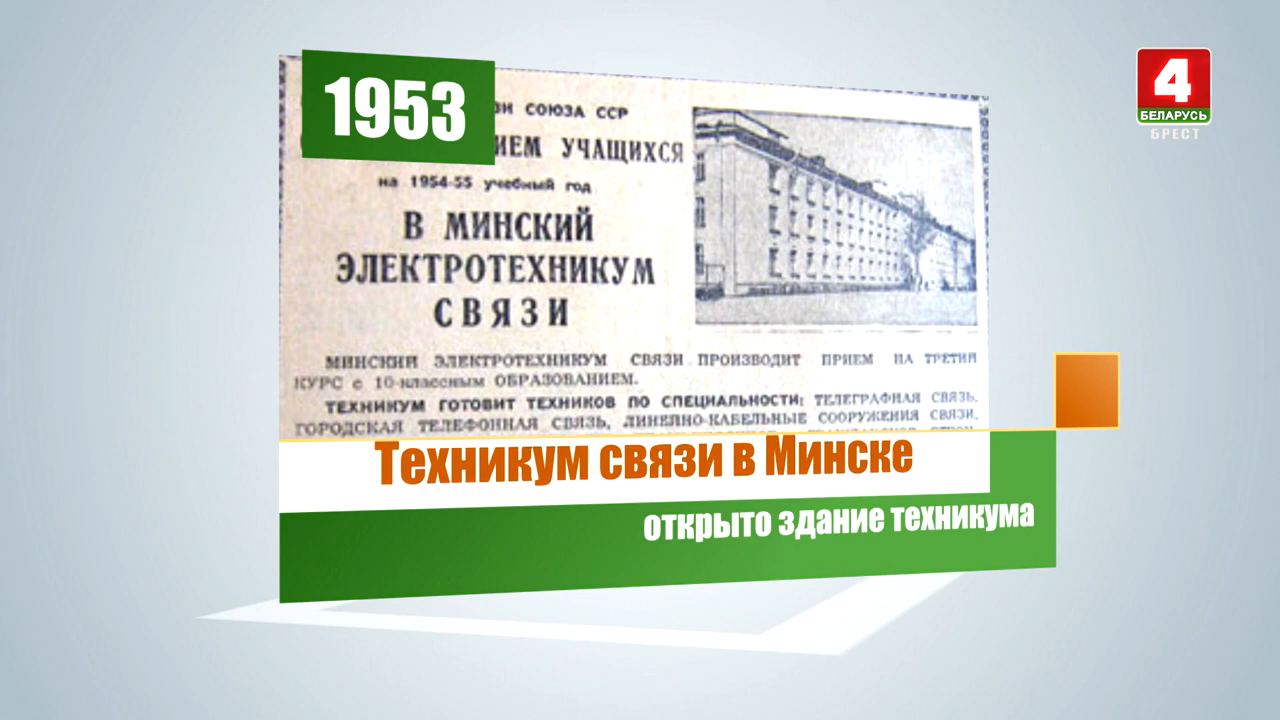 1953
СОЮЗА ССР
УЧАЩИХСЯ
на 1954-55 учебный год
В МИНСКИЙ
ЭЛЕКТРОТЕХНИКУМ
СВЯЗИ
МИНСКИЙ ЭЛЕКТРОТЕХНИКУМ СВЯЗИ ПРОИЗВОДИТ ПРИЕМ НА ТРЕТИЙ
КУРС с 10-классным ОБРАЗОВАНИЕМ.
ТЕХНИКУМ ГОТОВИТ ТЕХНИКОВ ПО СПЕЦИАЛЬНОСТИ: ТЕЛЕГРАФНАЯ СВЯЗЬ,
ГОРОДСКАЯ ТЕЛЕФОННАЯ СВЯЗЬ, ЛИНЕЙНО-КАБЕЛЬНЫЕ СООРУЖЕНИЯ СВЯЗИ,
Техникум связи в Минске
открыто здание техникума
4
БЕЛАРУСЬ
БРЕСТ